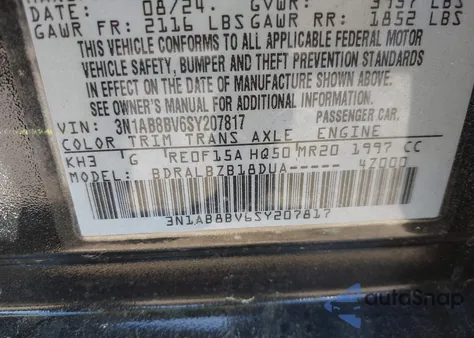 DATE: 08/24. GVWR: LBS
GAWR FR: 2116 LBS GAWR RR: 1852 LBS
THIS VEHICLE CONFORMS TO ALL APPLICABLE FEDERAL MOTOR
VEHICLE SAFETY, BUMPER AND THEFT PREVENTION STANDARDS
IN EFFECT ON THE DATE OF MANUFACTURE SHOWN ABOVE.
SEE OWNER'S MANUAL FOR ADDITIONAL INFORMATION.
PASSENGER CAR
VIN: 3N1AB8BV6SY207817
COLOR TRIM TRANS AXLE ENGINE
KH3 G RE0F15A HQ50 MR20 1997 CC
MODEL: BDRALBZB18DUA----- 47000
3N1AB8BV6SY207817
autoSnap